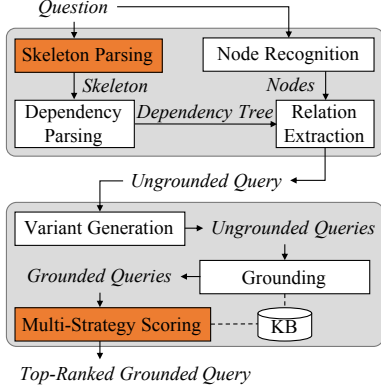 Question
Skeleton Parsing
Node Recognition
Skeleton
Nodes
Dependency
Parsing
Dependency Tree
Relation
Extraction
Ungrounded Query
Variant Generation
Ungrounded Queries
Grounded Queries
Grounding
Multi-Strategy Scoring
KB
Top-Ranked Grounded Query